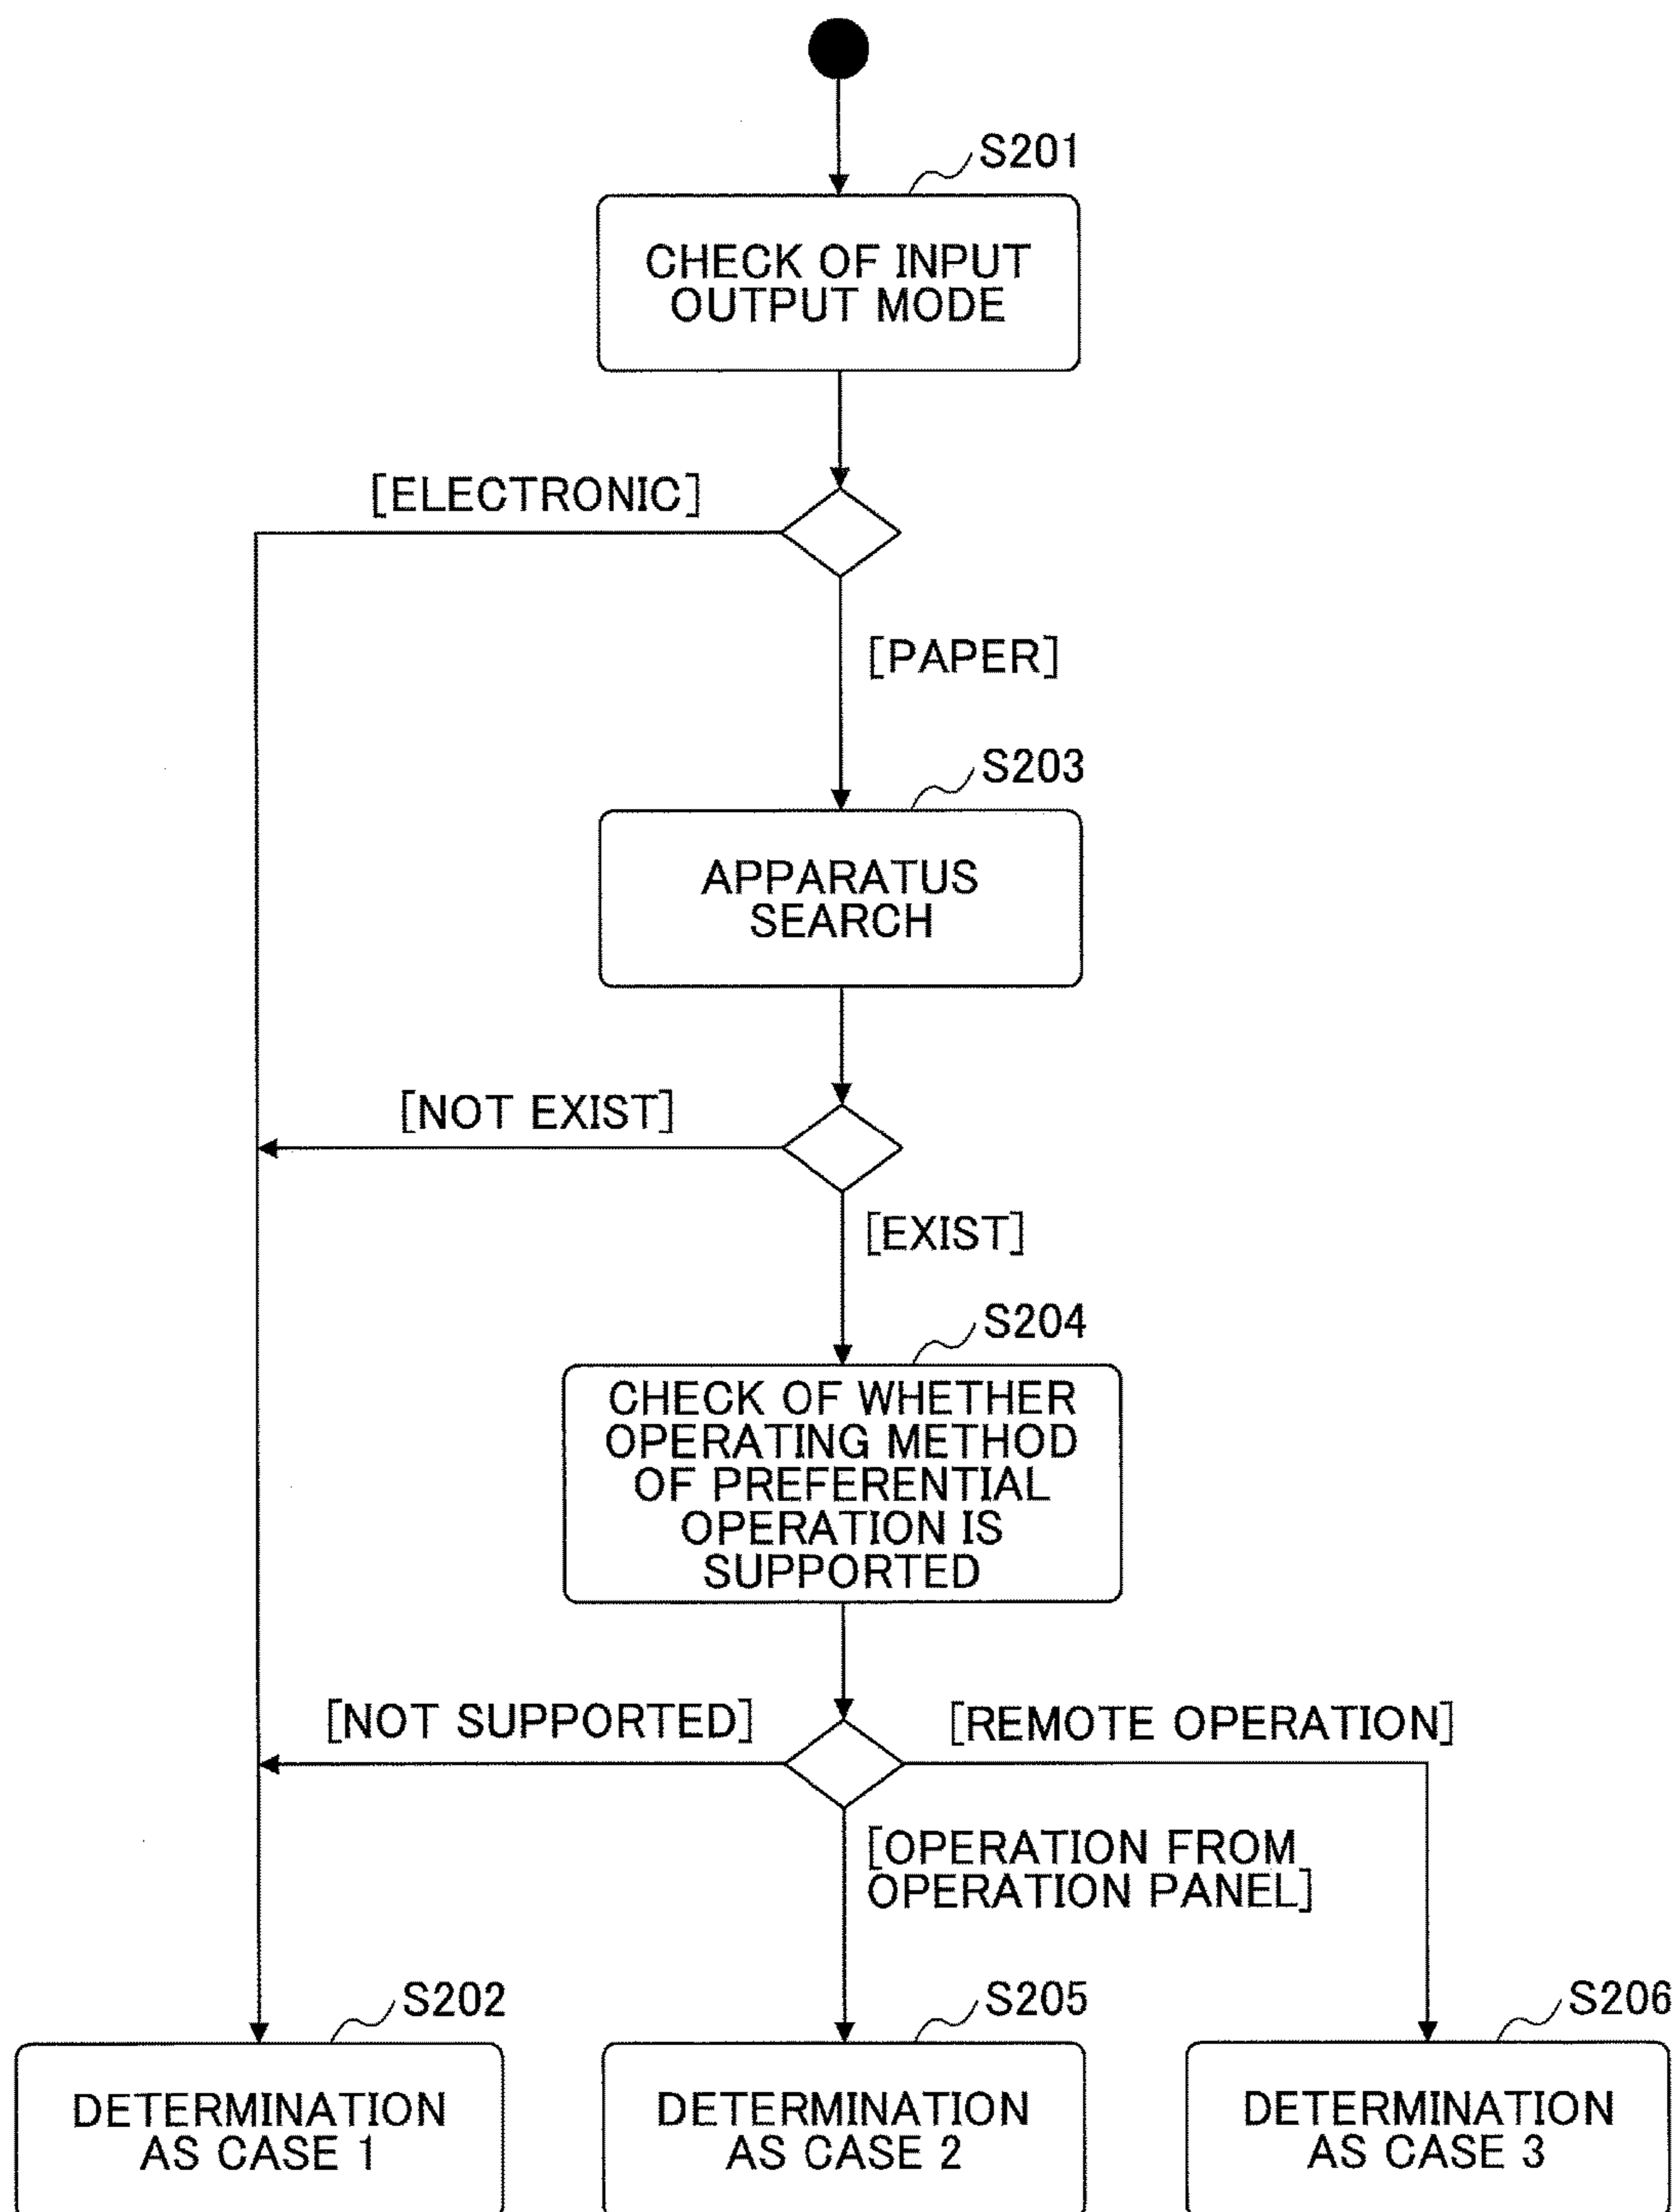 S201
CHECK OF INPUT
OUTPUT MODE
[ELECTRONIC]
[PAPER]
S203
APPARATUS
SEARCH
[NOT EXIST]
[EXIST]
S204
CHECK OF WHETHER
OPERATING METHOD
OF PREFERENTIAL
OPERATION IS
SUPPORTED
[NOT SUPPORTED]
[REMOTE OPERATION]
[OPERATION FROM
OPERATION PANEL]
S202
S205
S206
DETERMINATION
AS CASE 1
DETERMINATION
AS CASE 2
DETERMINATION
AS CASE 3